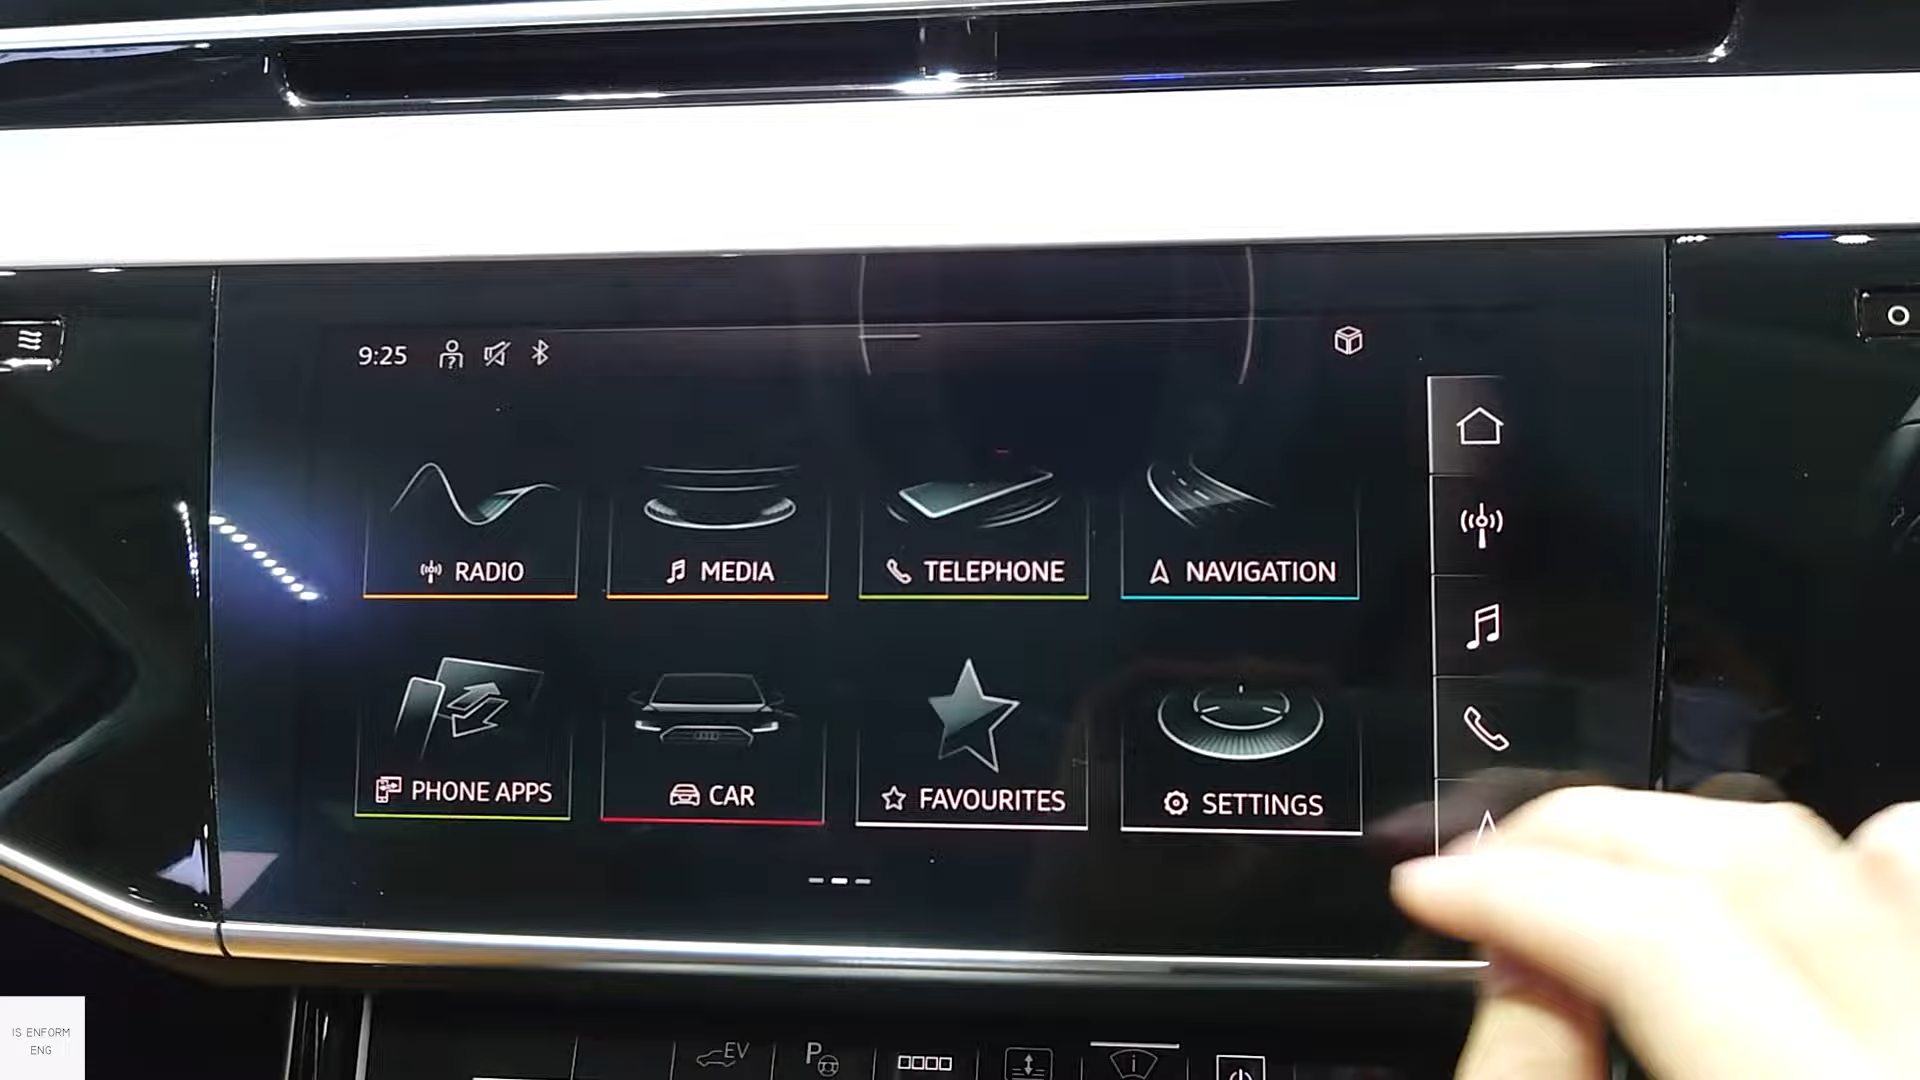 9:25
RADIO
MEDIA
TELEPHONE
NAVIGATION
PHONE APPS
CAR
FAVOURITES
SETTINGS
EV
P
IS ENFORM
ENG